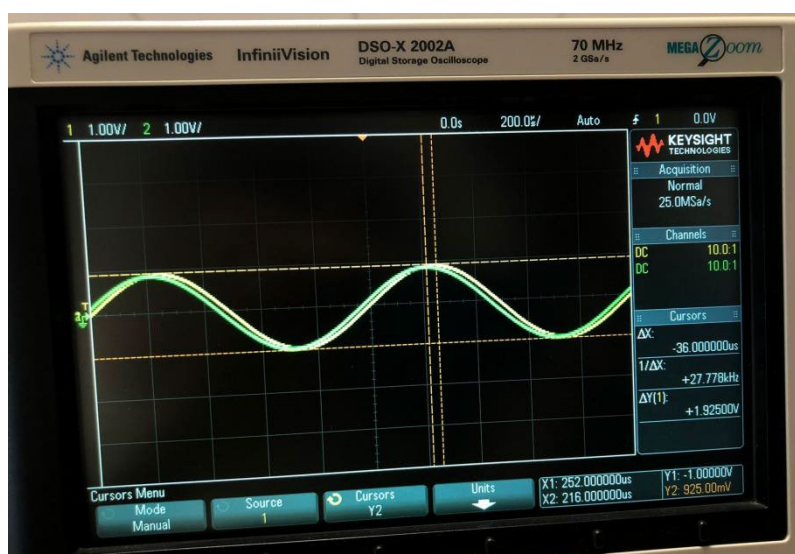 Agilent Technologies InfiniiVision DSO-X 2002A 70 MHz MEGA Zoom
Digital Storage Oscilloscope 2 GSa/s
1 1.00V/ 2 1.00V/ 0.0s 200.0µs/ Auto 1 0.0V
KEYSIGHT
TECHNOLOGIES
Acquisition
Normal
25.0MSa/s
Channels
DC 10.0:1
DC 10.0:1
Cursors
ΔX:
-36.000000us
1/ΔX:
+27.778kHz
ΔY(1):
+1.92500V
T
Cursors Menu
Mode
Manual
Source
1
Cursors
Y2
Units
X1: 252.000000us
X2: 216.000000us
Y1: -1.00000V
Y2: 925.00mV